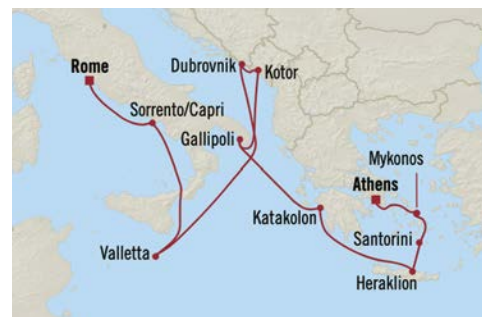 Rome
Dubrovnik
Kotor
Sorrento/Capri
Gallipoli
Mykonos
Athens
Katakolon
Santorini
Valletta
Heraklion